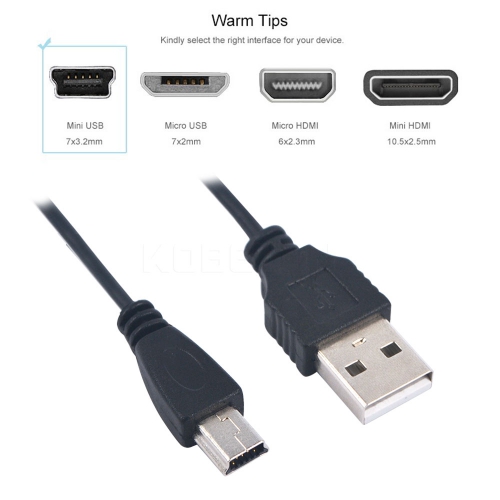 Warm Tips
Kindly select the right interface for your device.
Mini USB
Micro USB
Micro HDMI
Mini HDMI
7x3.2mm
7x2mm
6x2.3mm
10.5x2.5mm